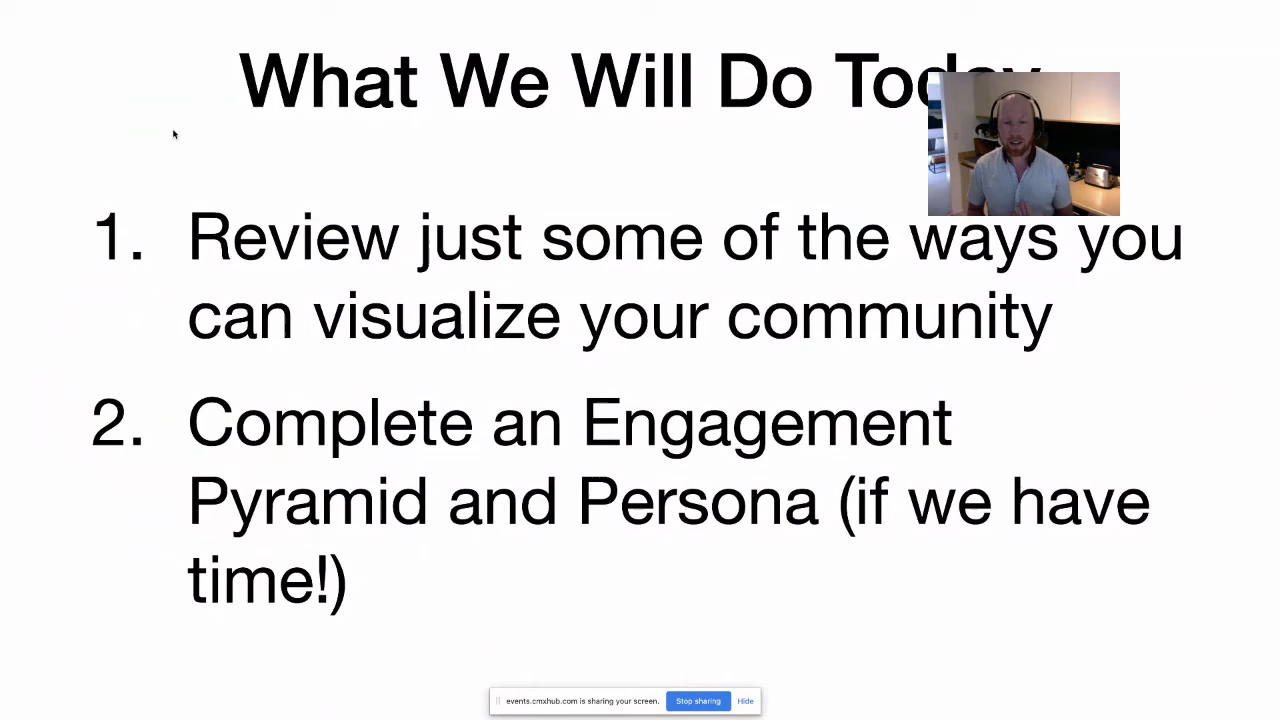 What We Will Do Today
1. Review just some of the ways you
can visualize your community
2. Complete an Engagement
Pyramid and Persona (if we have
time!)
events.cmxhub.com is sharing your screen. Stop sharing Hide